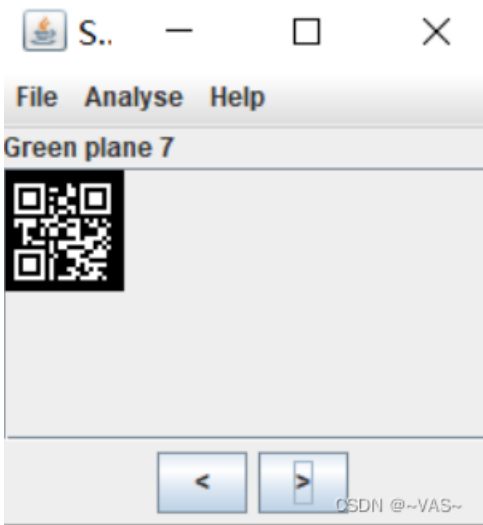 S..
File Analyse Help
Green plane 7
< >
CSDN @~VAS~